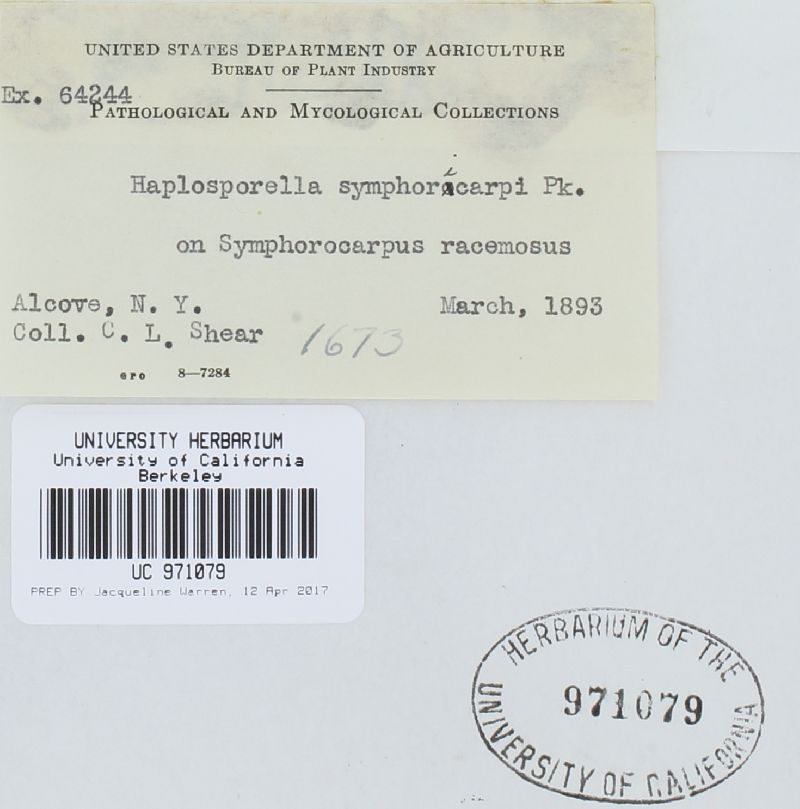 UNITED STATES DEPARTMENT OF AGRICULTURE
BUREAU OF PLANT INDUSTRY
Ex. 64244
PATHOLOGICAL AND MYCOLOGICAL COLLECTIONS
Haplosporella symphoricarpi Pk.
on Symphorocarpus racemosus
Alcove, N. Y. March, 1893
Coll. C. L. Shear 1673
GPO 8—7284
UNIVERSITY HERBARIUM
University of California
Berkeley
UC 971079
PREP BY Jacqueline Warren, 12 Apr 2017
HERBARIUM OF THE
971079
UNIVERSITY OF CALIFORNIA